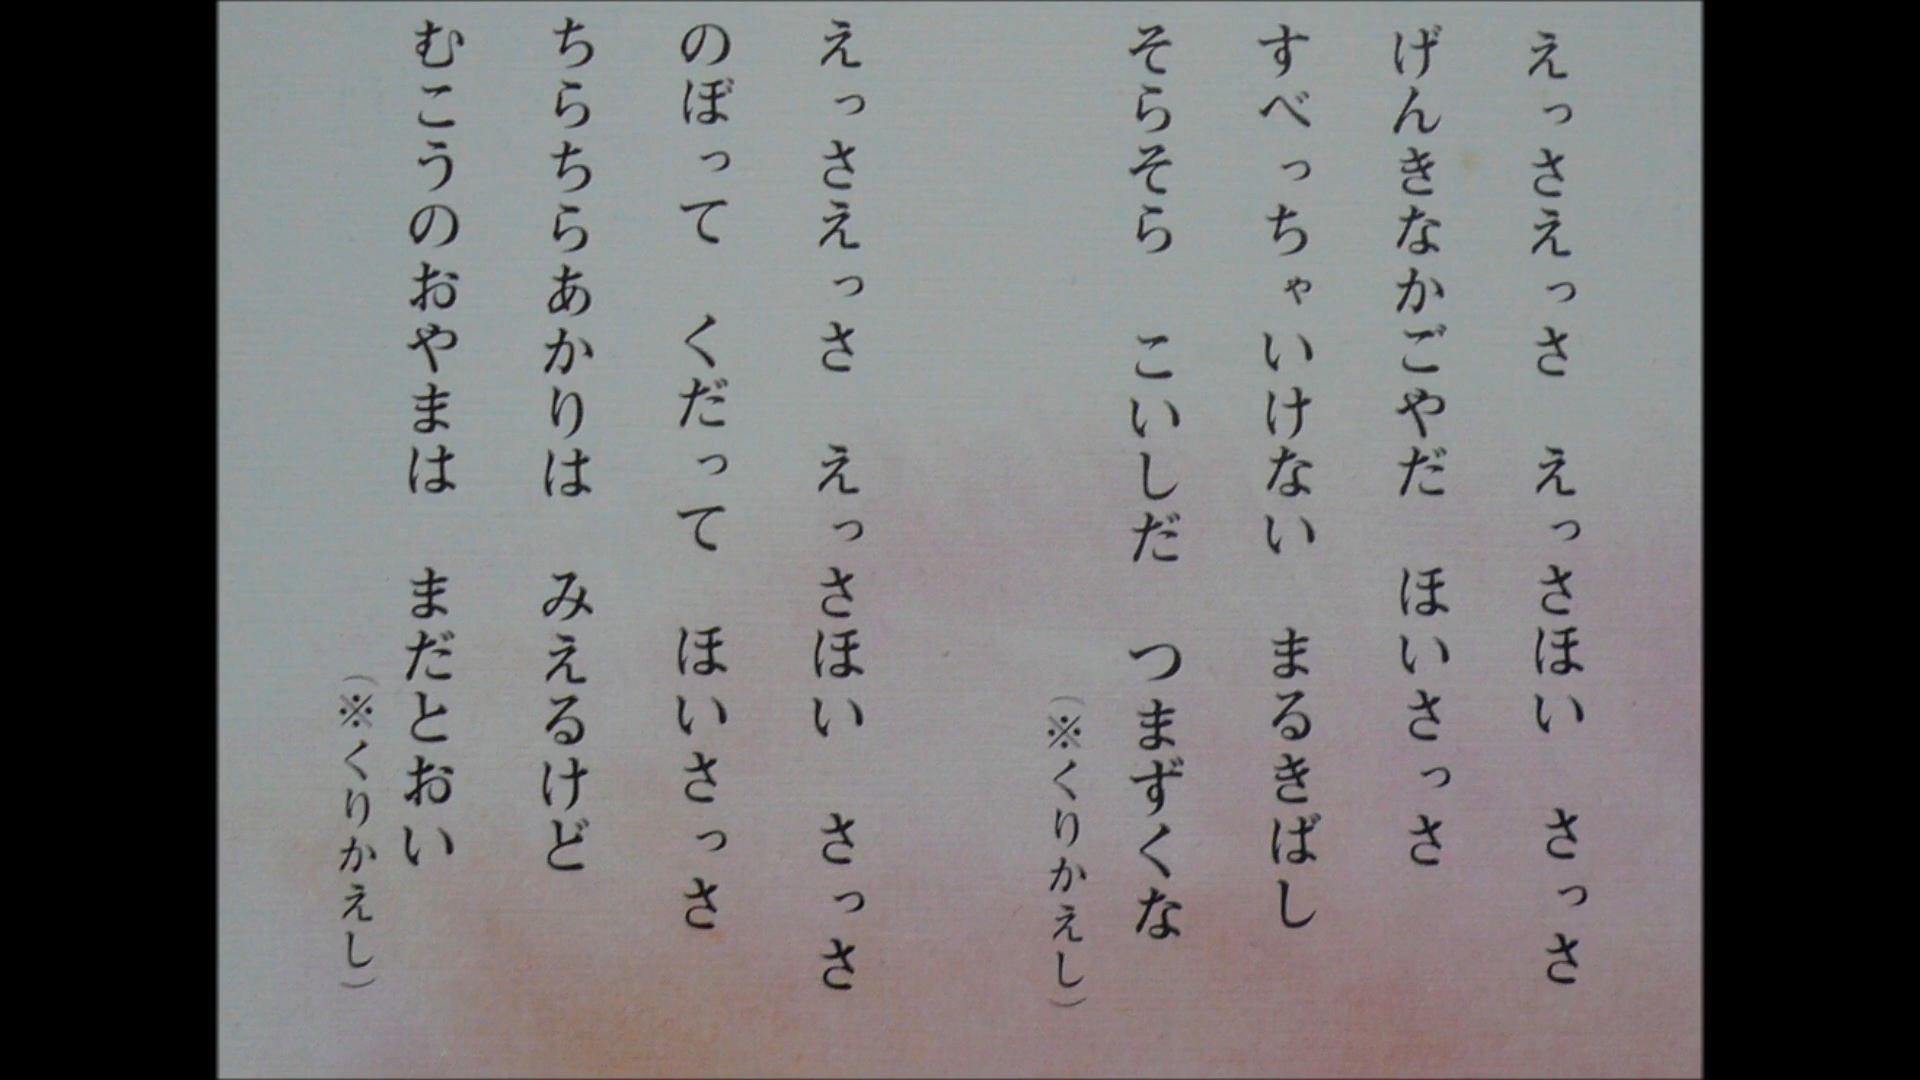 えっさえっさ　えっさほい　さっさ
げんきなかごやだ　ほいさっさ
すべっちゃいけない　まるきばし
そらそら　こいしだ　つまずくな
（※くりかえし）
えっさえっさ　えっさほい　さっさ
のぼって　くだって　ほいさっさ
ちらちらあかりは　みえるけど
むこうのおやまは　まだとおい
（※くりかえし）